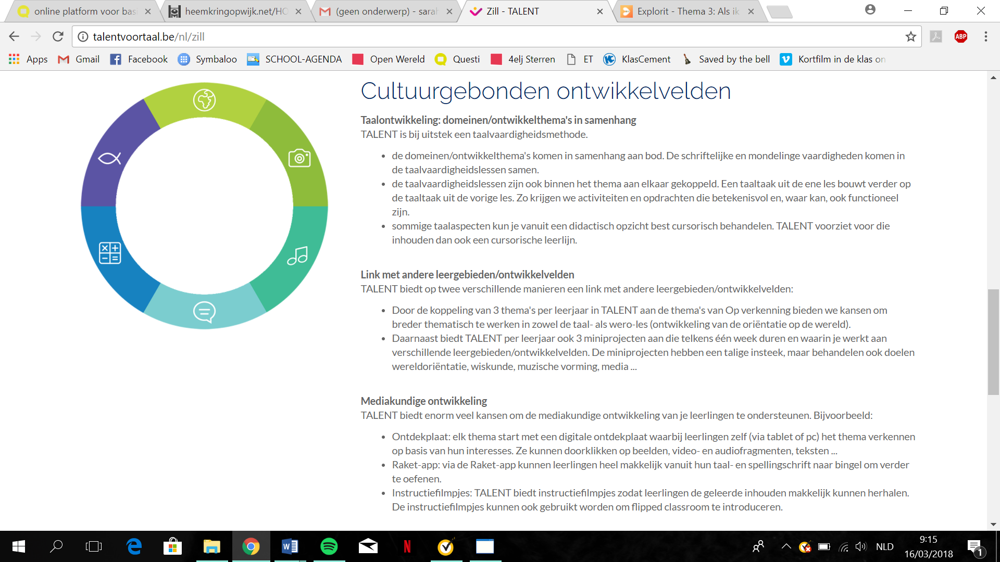 online platform voor bas
heemkringopwijk.net/HO
(geen onderwerp) - sarah
Zill - TALENT
Explorit - Thema 3: Als ik
talentvoortaal.be/nl/zill
ABP
Apps
Gmail
Facebook
Symbaloo
SCHOOL-AGENDA
Open Wereld
Questi
4elj Sterren
ET
KlasCement
Saved by the bell
Kortfilm in de klas on
Cultuurgebonden ontwikkelvelden
Taalontwikkeling: domeinen/ontwikkelthema's in samenhang
TALENT is bij uitstek een taalvaardigheidsmethode.
• de domeinen/ontwikkelthema's komen in samenhang aan bod. De schriftelijke en mondelinge vaardigheden komen in
de taalvaardigheidslessen samen.
• de taalvaardigheidslessen zijn ook binnen het thema aan elkaar gekoppeld. Een taaltaak uit de ene les bouwt verder op
de taaltaak uit de vorige les. Zo krijgen we activiteiten en opdrachten die betekenisvol en, waar kan, ook functioneel
zijn.
• sommige taalaspecten kun je vanuit een didactisch opzicht best cursorisch behandelen. TALENT voorziet voor die
inhouden dan ook een cursorische leerlijn.
Link met andere leergebieden/ontwikkelvelden
TALENT biedt op twee verschillende manieren een link met andere leergebieden/ontwikkelvelden:
• Door de koppeling van 3 thema's per leerjaar in TALENT aan de thema's van Op verkenning bieden we kansen om
breder thematisch te werken in zowel de taal- als wero-les (ontwikkeling van de oriëntatie op de wereld).
• Daarnaast biedt TALENT per leerjaar ook 3 miniprojecten aan die telkens één week duren en waarin je werkt aan
verschillende leergebieden/ontwikkelvelden. De miniprojecten hebben een talige insteek, maar behandelen ook doelen
wereldoriëntatie, wiskunde, muzische vorming, media ...
Mediakundige ontwikkeling
TALENT biedt enorm veel kansen om de mediakundige ontwikkeling van je leerlingen te ondersteunen. Bijvoorbeeld:
• Ontdekplaat: elk thema start met een digitale ontdekplaat waarbij leerlingen zelf (via tablet of pc) het thema verkennen
op basis van hun interesses. Ze kunnen doorklikken op beelden, video- en audiofragmenten, teksten ...
• Raket-app: via de Raket-app kunnen leerlingen heel makkelijk vanuit hun taal- en spellingschrift naar bingel om verder
te oefenen.
• Instructiefilmpjes: TALENT biedt instructiefilmpjes zodat leerlingen de geleerde inhouden makkelijk kunnen herhalen.
De instructiefilmpjes kunnen ook gebruikt worden om flipped classroom te introduceren.
NLD
9:15
16/03/2018
1